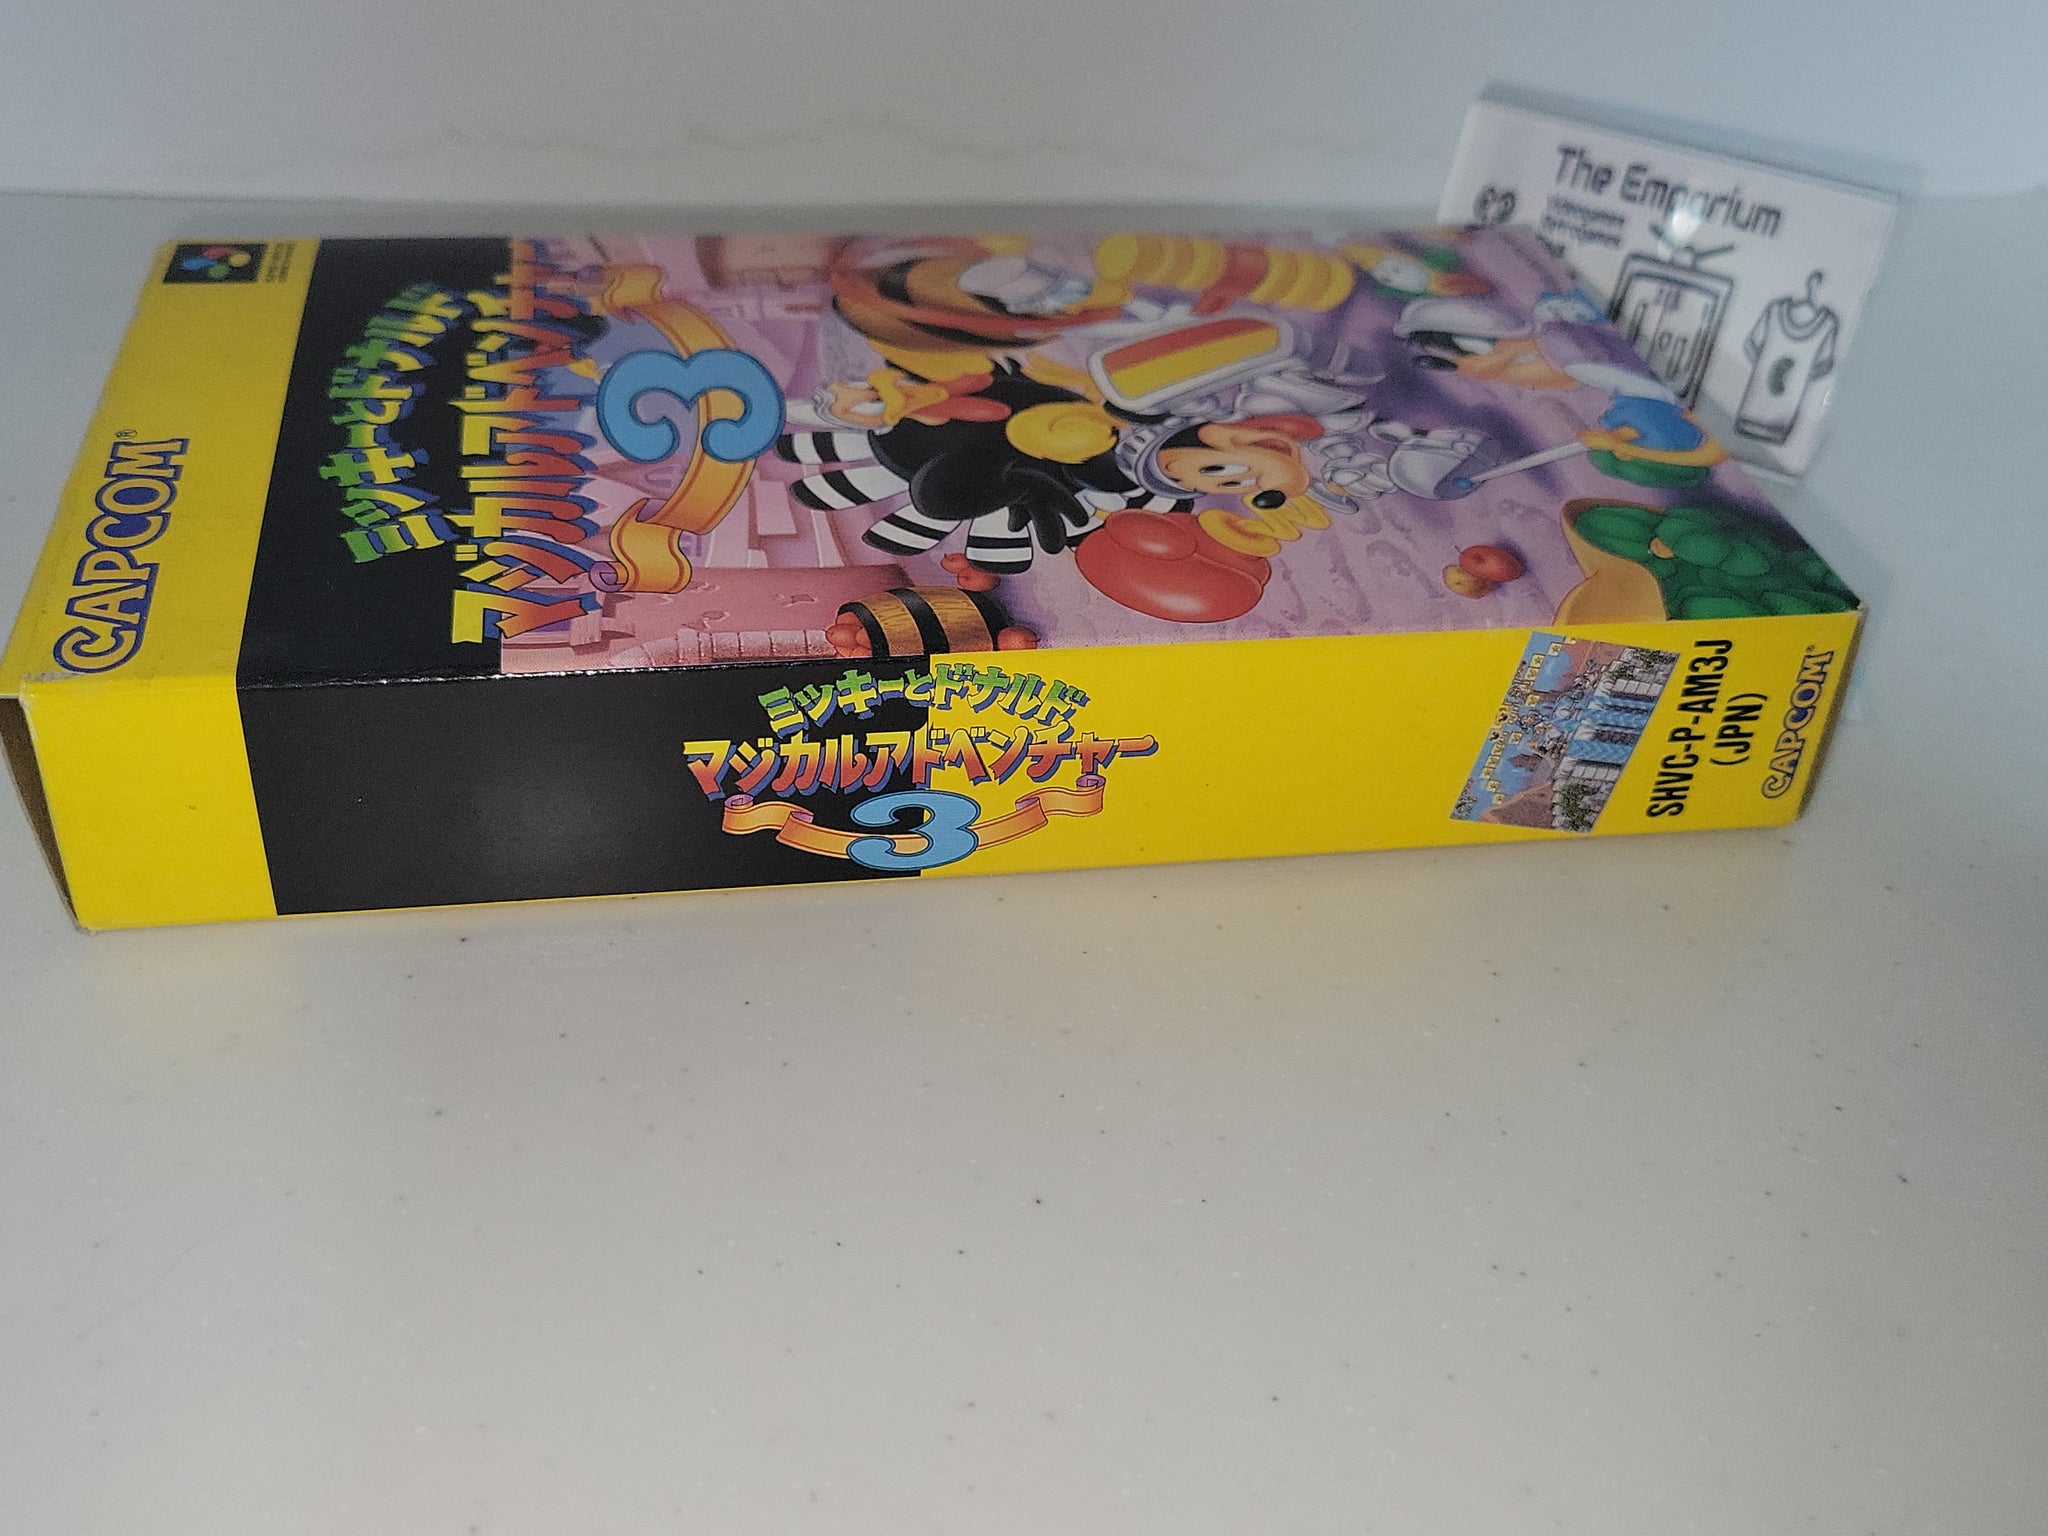 The Emporium
Videogame
Retrogame
CAPCOM®
ミッキーとドナルド
マジカルアドベンチャー
3
ミッキーとドナルド
マジカルアドベンチャー
3
SHVC-P-AM3J
(JPN)
CAPCOM®